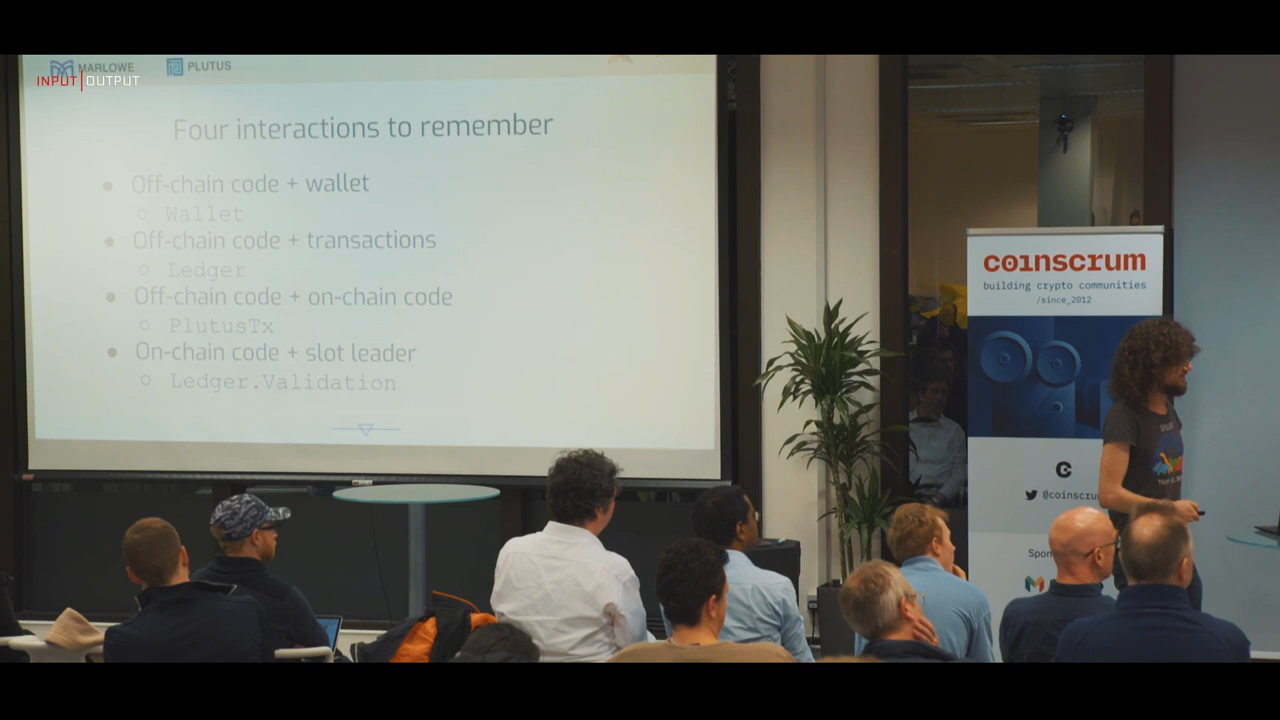 MARLOWE PLUTUS
INPUT|OUTPUT
Four interactions to remember
Off-chain code + wallet
Wallet
Off-chain code + transactions
Ledger
Off-chain code + on-chain code
PlutusTx
On-chain code + slot leader
Ledger.Validation
coinscrum
building crypto communities
/since_2012
@coinscru
Spon